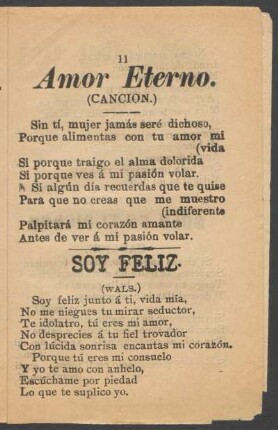 11
Amor Eterno.
(CANCION.)
Sin tí, mujer jamás seré dichoso,
Porque alimentas con tu amor mi
(vida
Si porque traigo el alma dolorida
Si porque ves á mi pasión volar.
Si algún día recuerdas que te quise
Para que no creas que me muestro
(indiferente
Palpitará mi corazón amante
Antes de ver á mi pasión volar.
SOY FELIZ.
(WALS.)
Soy feliz junto á ti, vida mia,
No me niegues tu mirar seductor,
Te idolatro, tú eres mi amor,
No desprecies á tu fiel trovador
Con lúcida sonrisa encantas mi corazón.
Porque tú eres mi consuelo
Y yo te amo con anhelo,
Escúchame por piedad
Lo que te suplico yo.